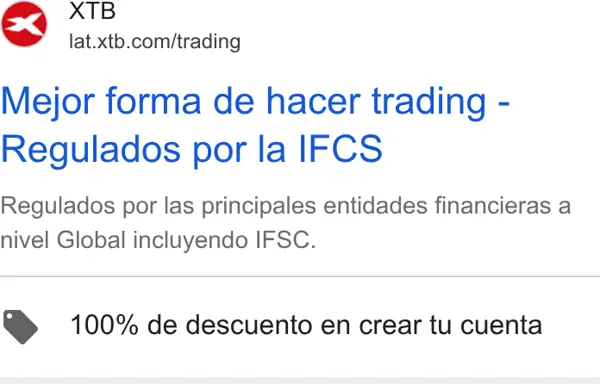 XTB
lat.xtb.com/trading
Mejor forma de hacer trading -
Regulados por la IFCS
Regulados por las principales entidades financieras a
nivel Global incluyendo IFSC.
100% de descuento en crear tu cuenta